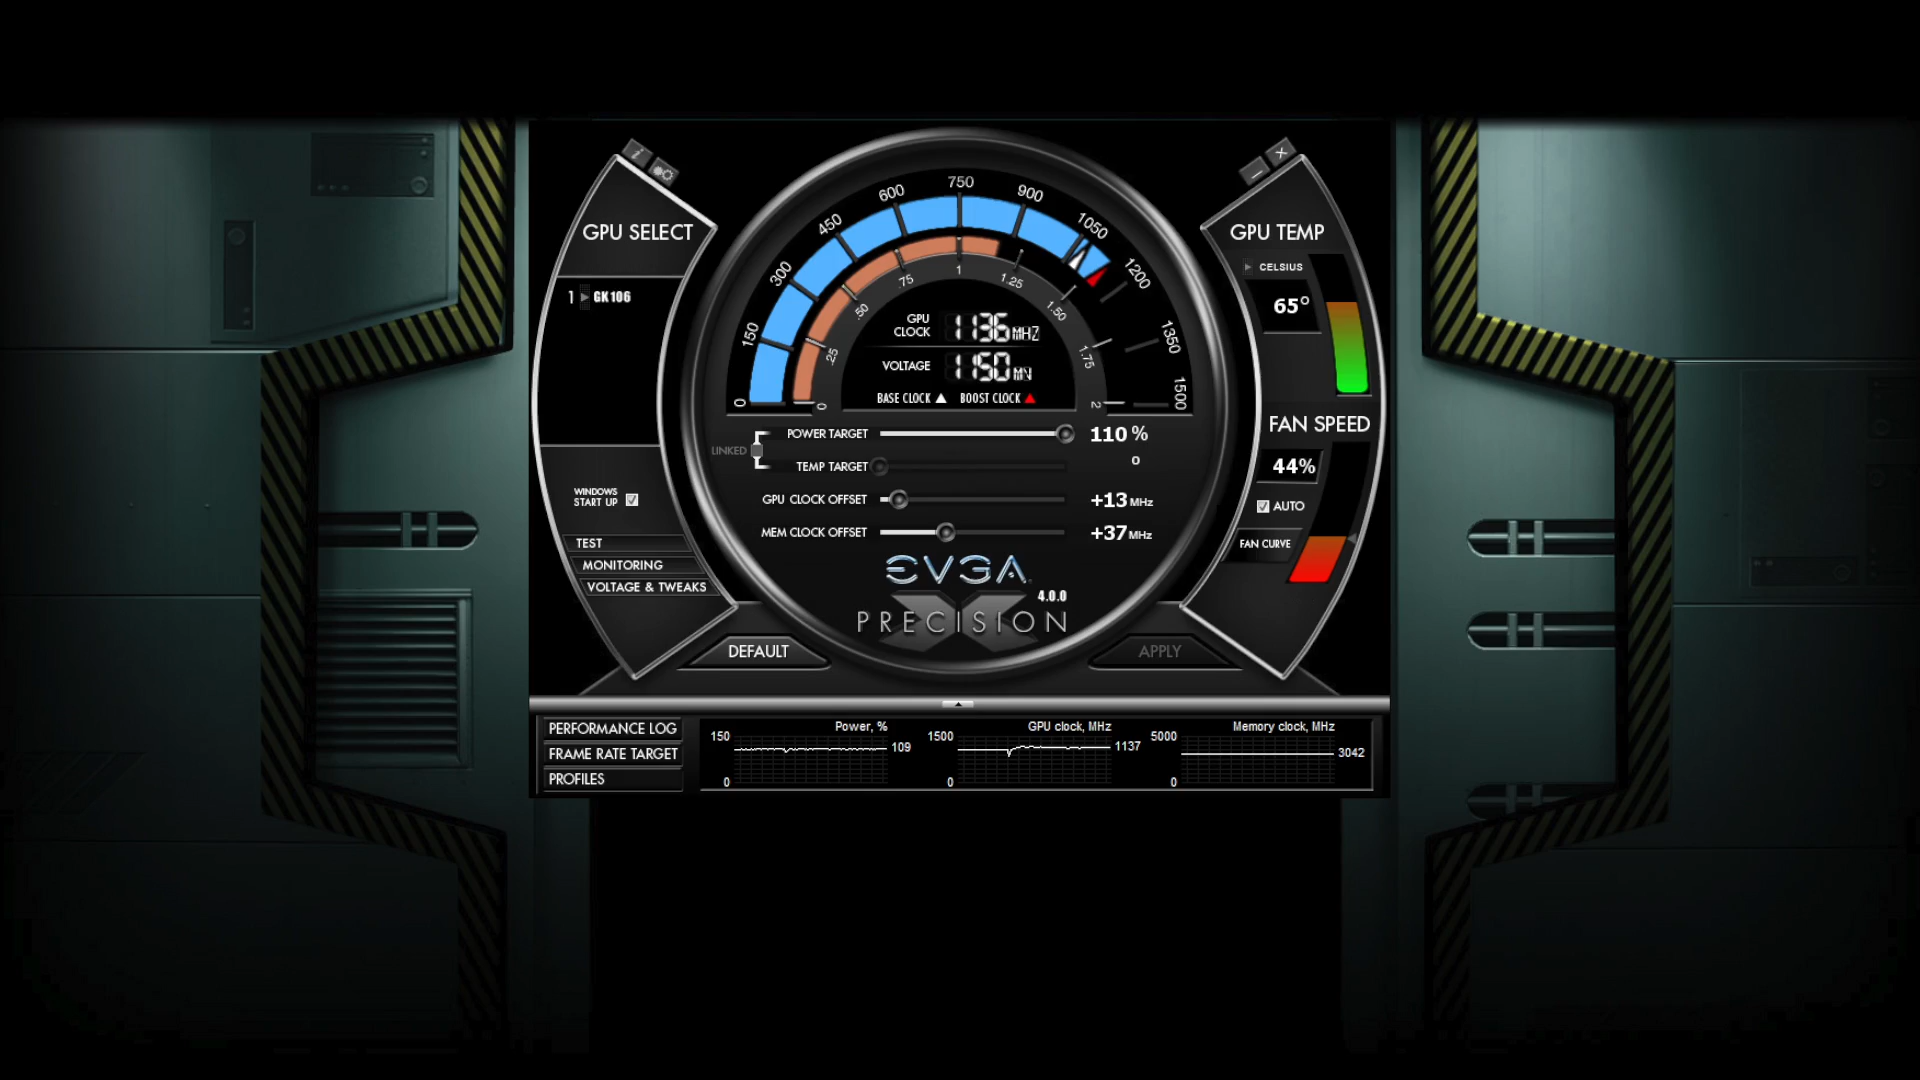 GPU SELECT
1 GK106
WINDOWS
START UP
TEST
MONITORING
VOLTAGE & TWEAKS
0
150
300
450
600
750
900
1050
1200
1350
1500
0
.25
.50
.75
1
1.25
1.50
1.75
2
GPU
CLOCK 1136MHZ
VOLTAGE 1150MV
BASE CLOCK BOOST CLOCK
LINKED
POWER TARGET 110 %
TEMP TARGET o
GPU CLOCK OFFSET +13 MHz
MEM CLOCK OFFSET +37 MHz
EVGA
4.0.0
PRECISION X
DEFAULT
APPLY
GPU TEMP
CELSIUS
65°
FAN SPEED
44%
AUTO
FAN CURVE
PERFORMANCE LOG
FRAME RATE TARGET
PROFILES
Power, %
150
109
0
GPU clock, MHz
1500
1137
0
Memory clock, MHz
5000
3042
0